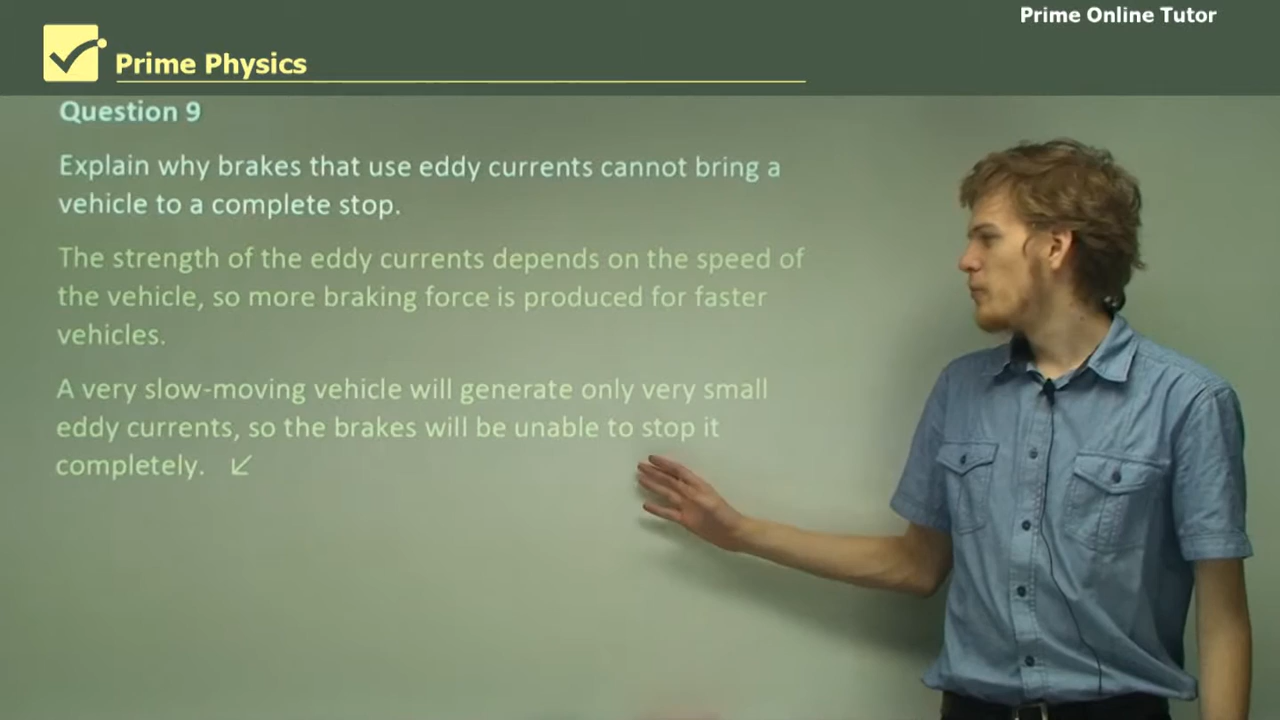 Prime Online Tutor
Prime Physics
Question 9
Explain why brakes that use eddy currents cannot bring a
vehicle to a complete stop.
The strength of the eddy currents depends on the speed of
the vehicle, so more braking force is produced for faster
vehicles.
A very slow-moving vehicle will generate only very small
eddy currents, so the brakes will be unable to stop it
completely.